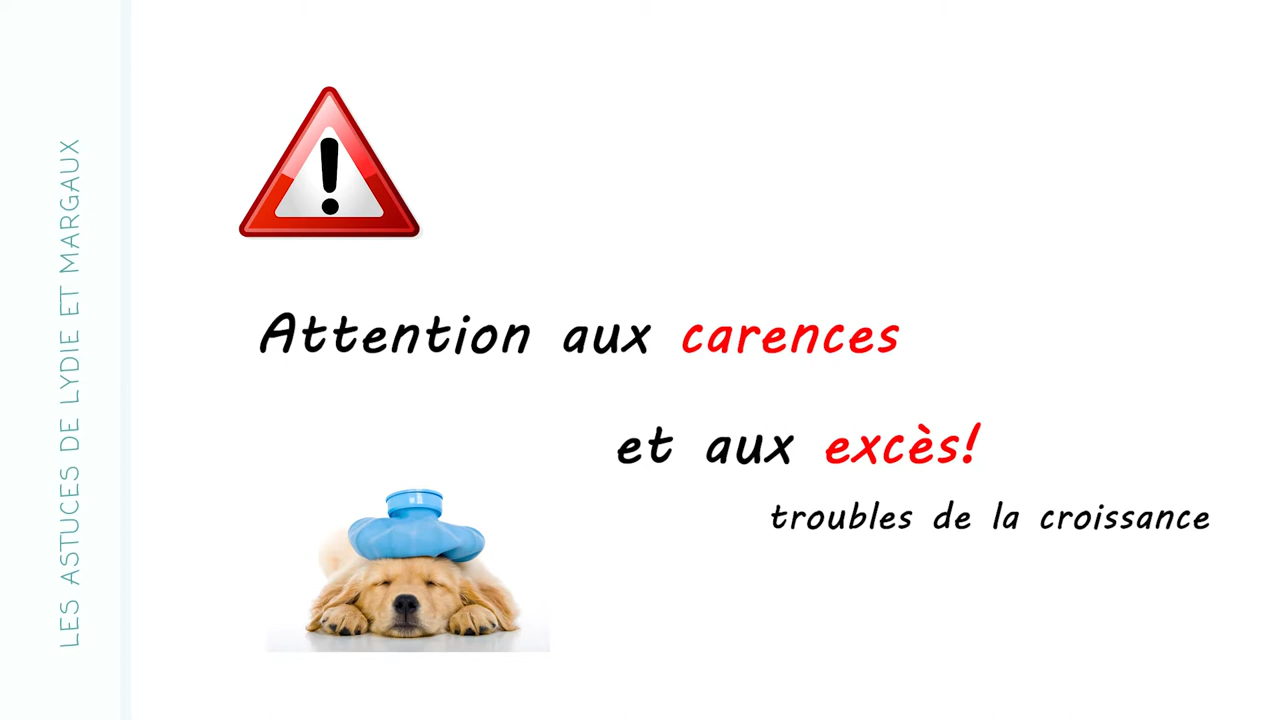 LES ASTUCES DE LYDIE ET MARGAUX
Attention aux carences
et aux excès!
troubles de la croissance